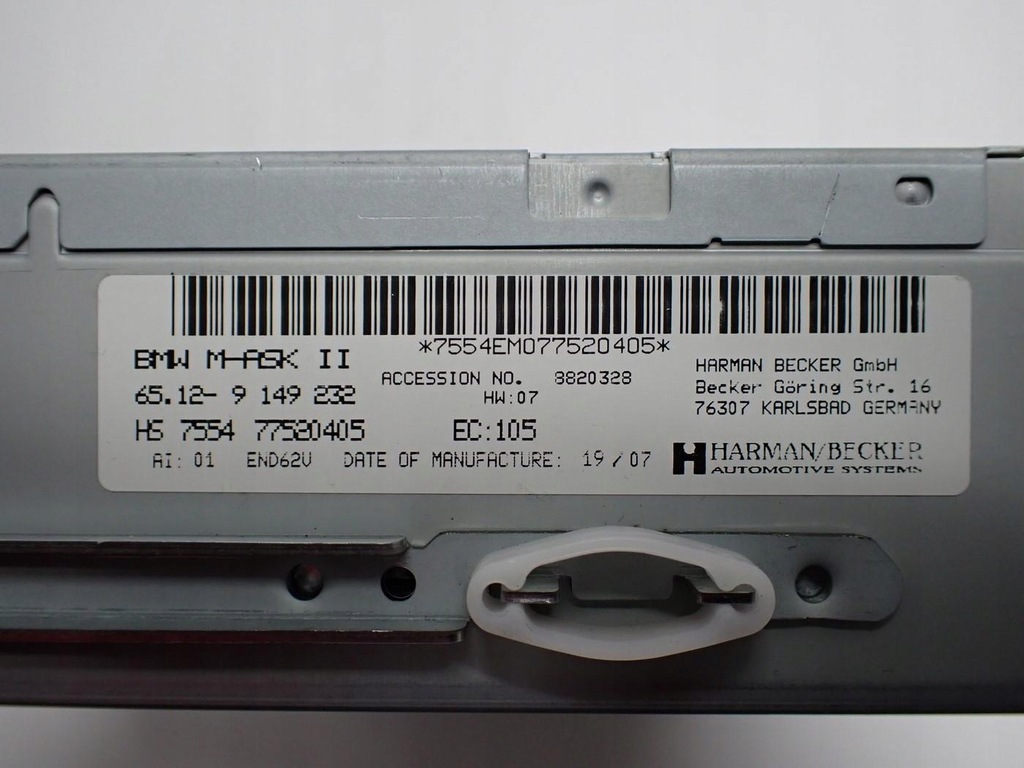 *7554EM077520405*
BMW M-ASK II
65.12- 9 149 232
HS 7554 77520405
ACCESSION NO. 8820328
HW:07
EC:105
AI: 01 END62V DATE OF MANUFACTURE: 19/07
HARMAN BECKER GmbH
Becker Göring Str. 16
76307 KARLSBAD GERMANY
HARMAN/BECKER
AUTOMOTIVE SYSTEMS